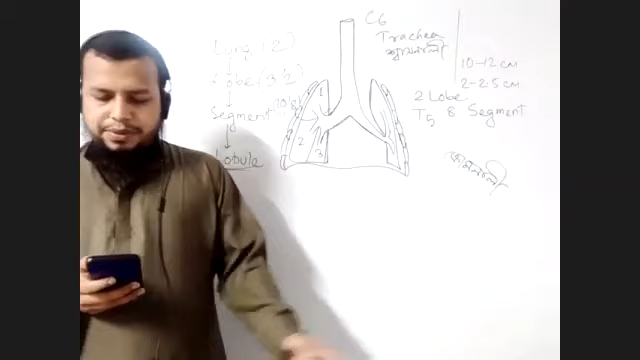 C6
Trachea
শ্বাসনালী
10-12 cm
2-2.5 cm
Lung (2)
Lobe (3/2)
Segment (10/8)
Lobule
1
2
3
2 Lobe
T5 8 Segment